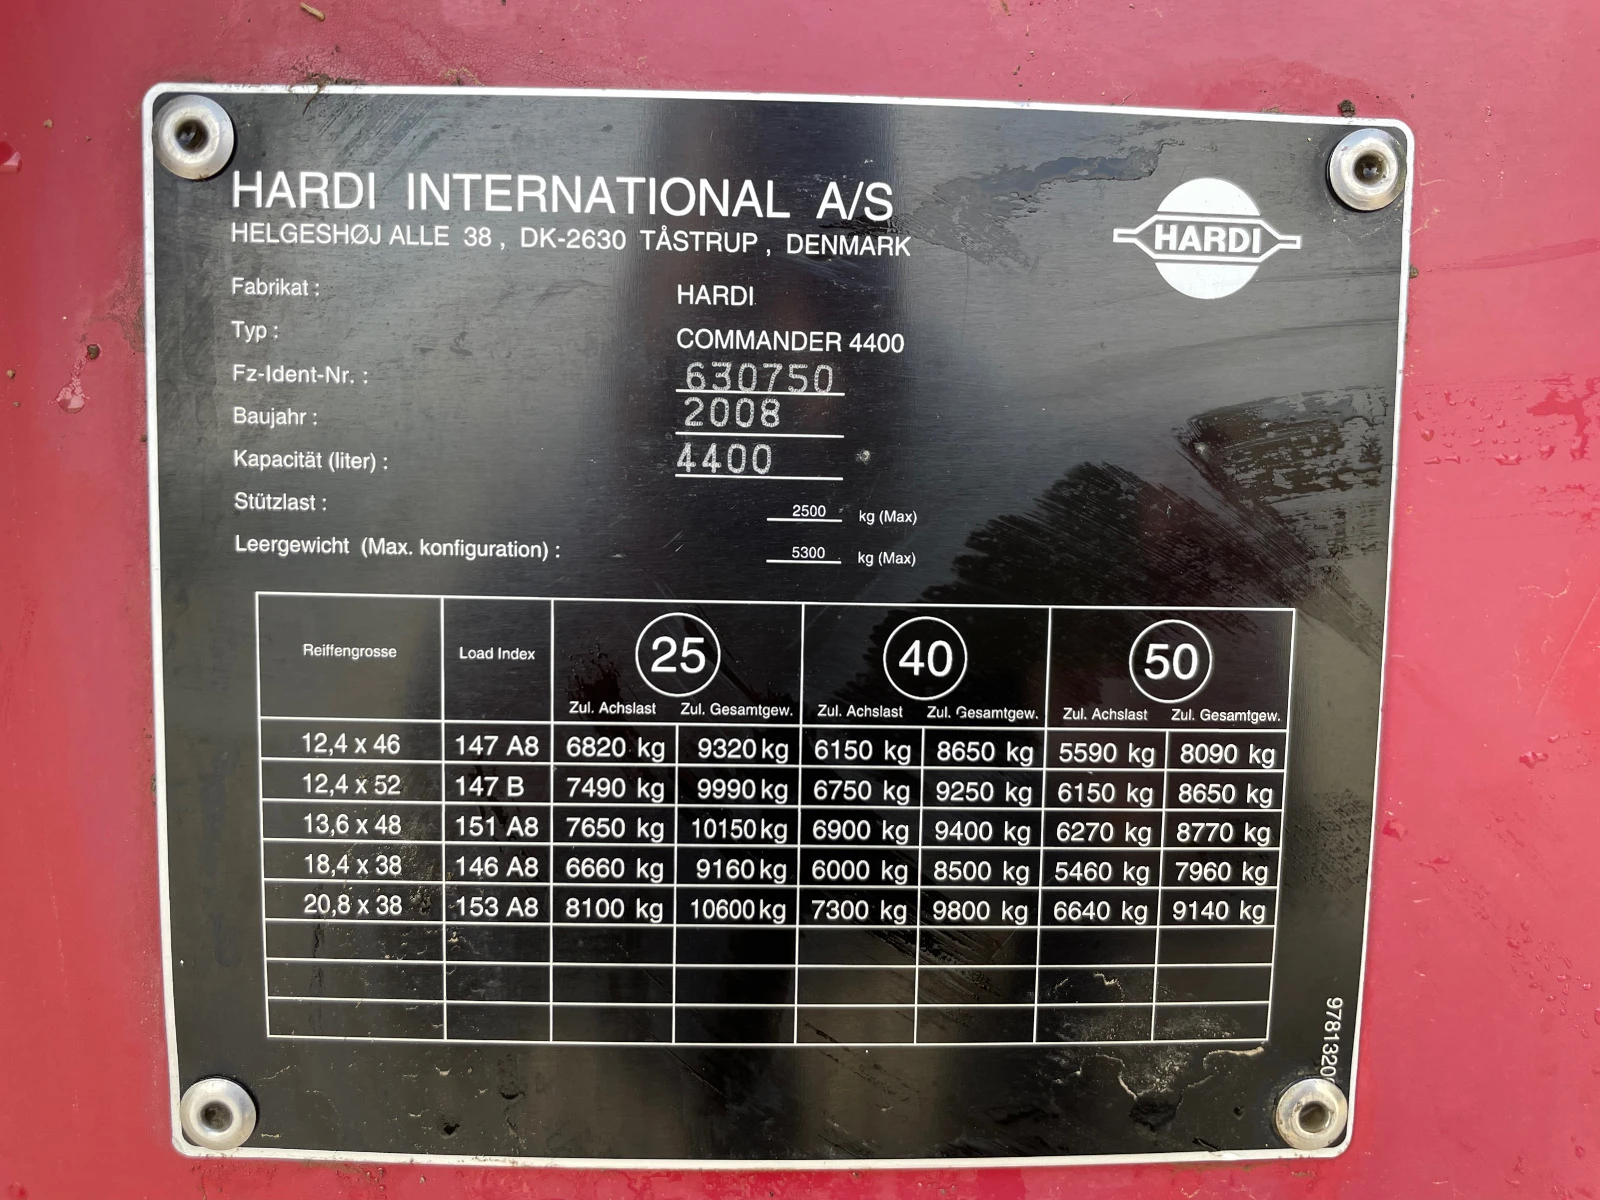 HARDI INTERNATIONAL A/S
HELGESHØJ ALLE 38 , DK-2630 TÅSTRUP , DENMARK
HARDI
Fabrikat : HARDI
Typ : COMMANDER 4400
Fz-Ident-Nr. : 630750
Baujahr : 2008
Kapacität (liter) : 4400
Stützlast : 2500 kg (Max)
Leergewicht (Max. konfiguration) : 5300 kg (Max)
Reiffengrosse Load Index 25 40 50
Zul. Achslast Zul. Gesamtgew. Zul. Achslast Zul. Gesamtgew. Zul. Achslast Zul. Gesamtgew.
12,4 x 46 147 A8 6820 kg 9320 kg 6150 kg 8650 kg 5590 kg 8090 kg
12,4 x 52 147 B 7490 kg 9990 kg 6750 kg 9250 kg 6150 kg 8650 kg
13,6 x 48 151 A8 7650 kg 10150 kg 6900 kg 9400 kg 6270 kg 8770 kg
18,4 x 38 146 A8 6660 kg 9160 kg 6000 kg 8500 kg 5460 kg 7960 kg
20,8 x 38 153 A8 8100 kg 10600 kg 7300 kg 9800 kg 6640 kg 9140 kg